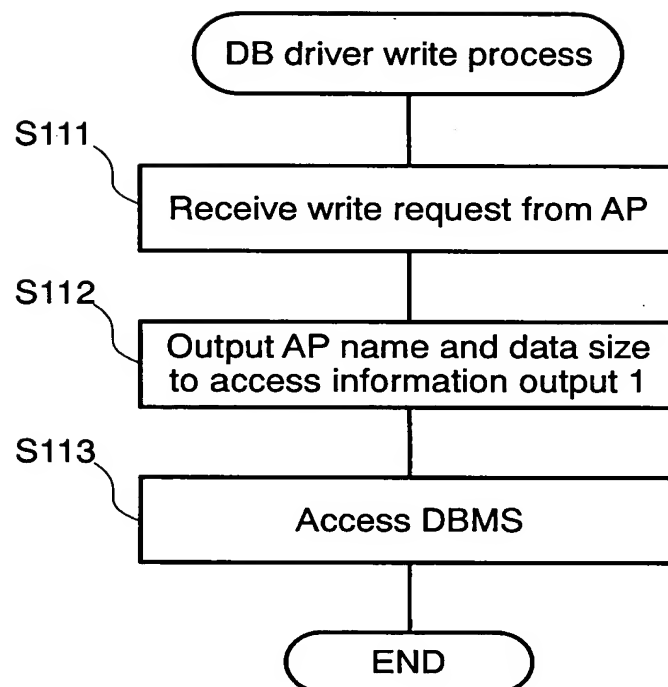 DB driver write process
S111
Receive write request from AP
S112
Output AP name and data size
to access information output 1
S113
Access DBMS
END